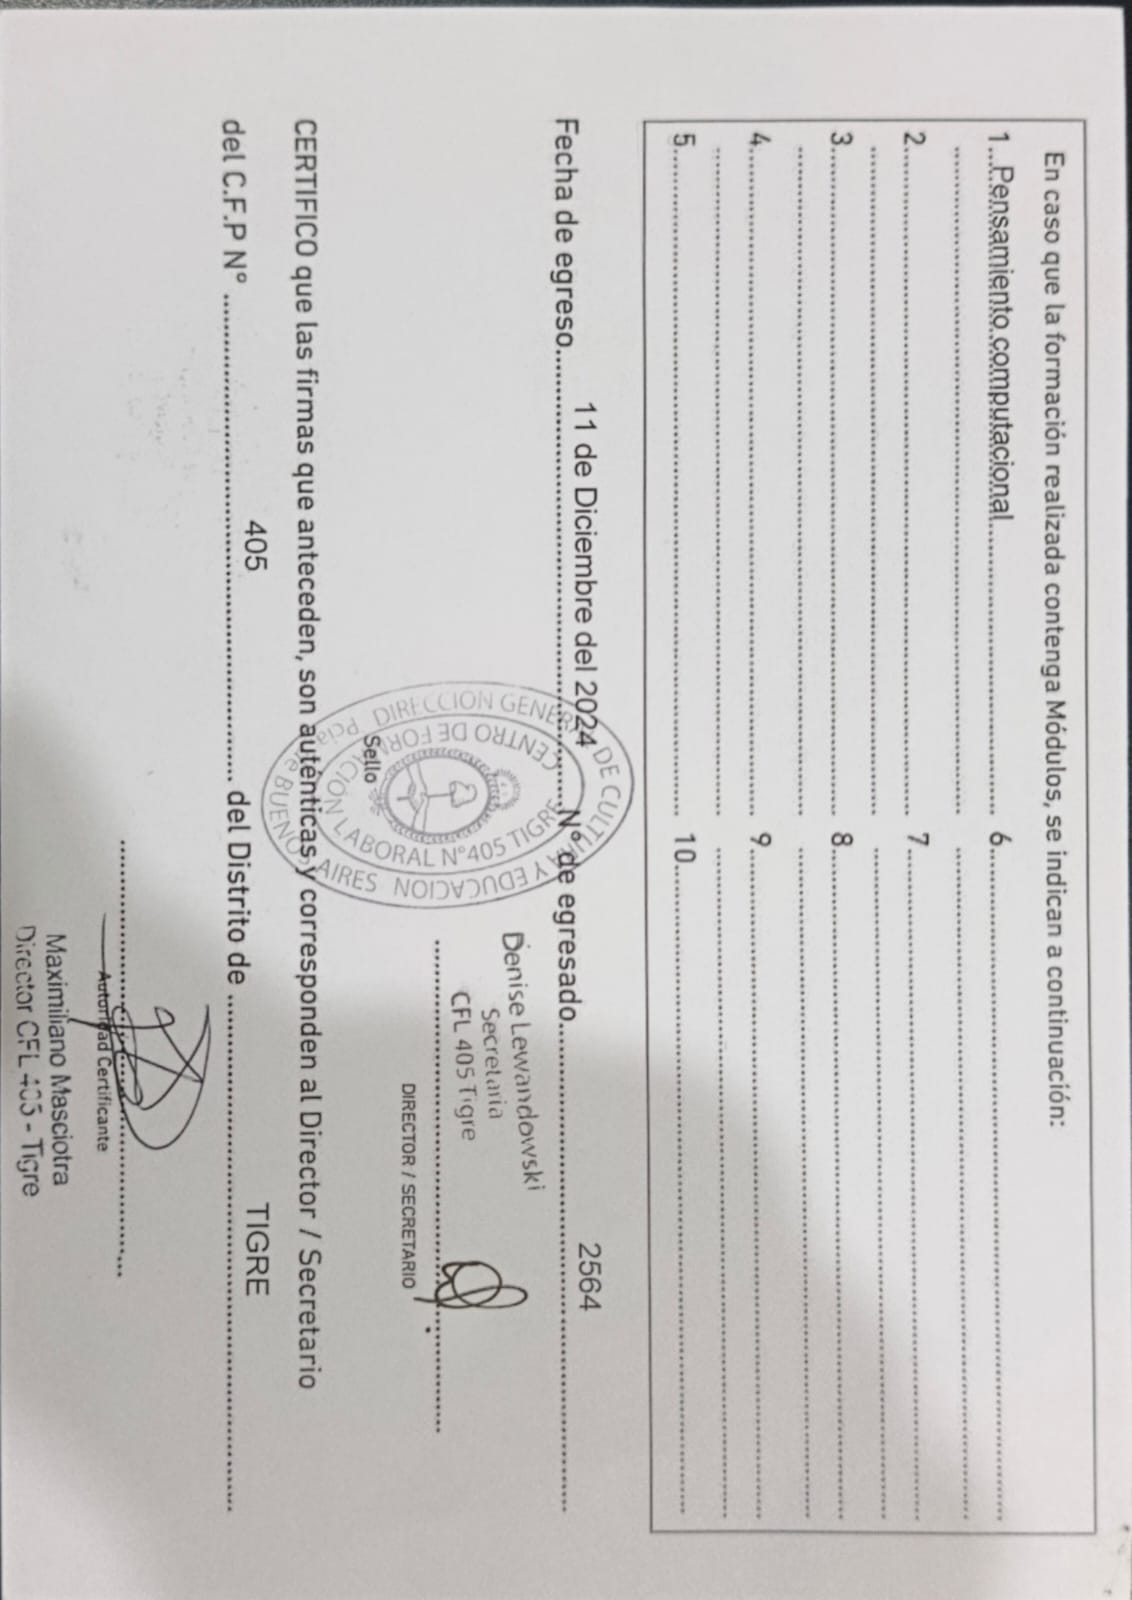 En caso que la formación realizada contenga Módulos, se indican a continuación:
1...Pensamiento computacional........ 6........
2........ 7........
3........ 8........
4........ 9........
5........ 10........
Fecha de egreso........11 de Diciembre del 2024........Nº de egresado........2564........
Denise Lewandowski
Secretaria
CFL 405 Tigre
DIRECTOR / SECRETARIO
DIRECCION GENERAL DE CULTURA Y EDUCACION
Pcia de BUENOS AIRES
CENTRO DE FORMACIÓN LABORAL Nº405 TIGRE
Sello
CERTIFICO que las firmas que anteceden, son auténticas y corresponden al Director / Secretario
del C.F.P Nº ........405........ del Distrito de ........TIGRE........
Autoridad Certificante
Maximiliano Masciotra
Director CFL 405 - Tigre